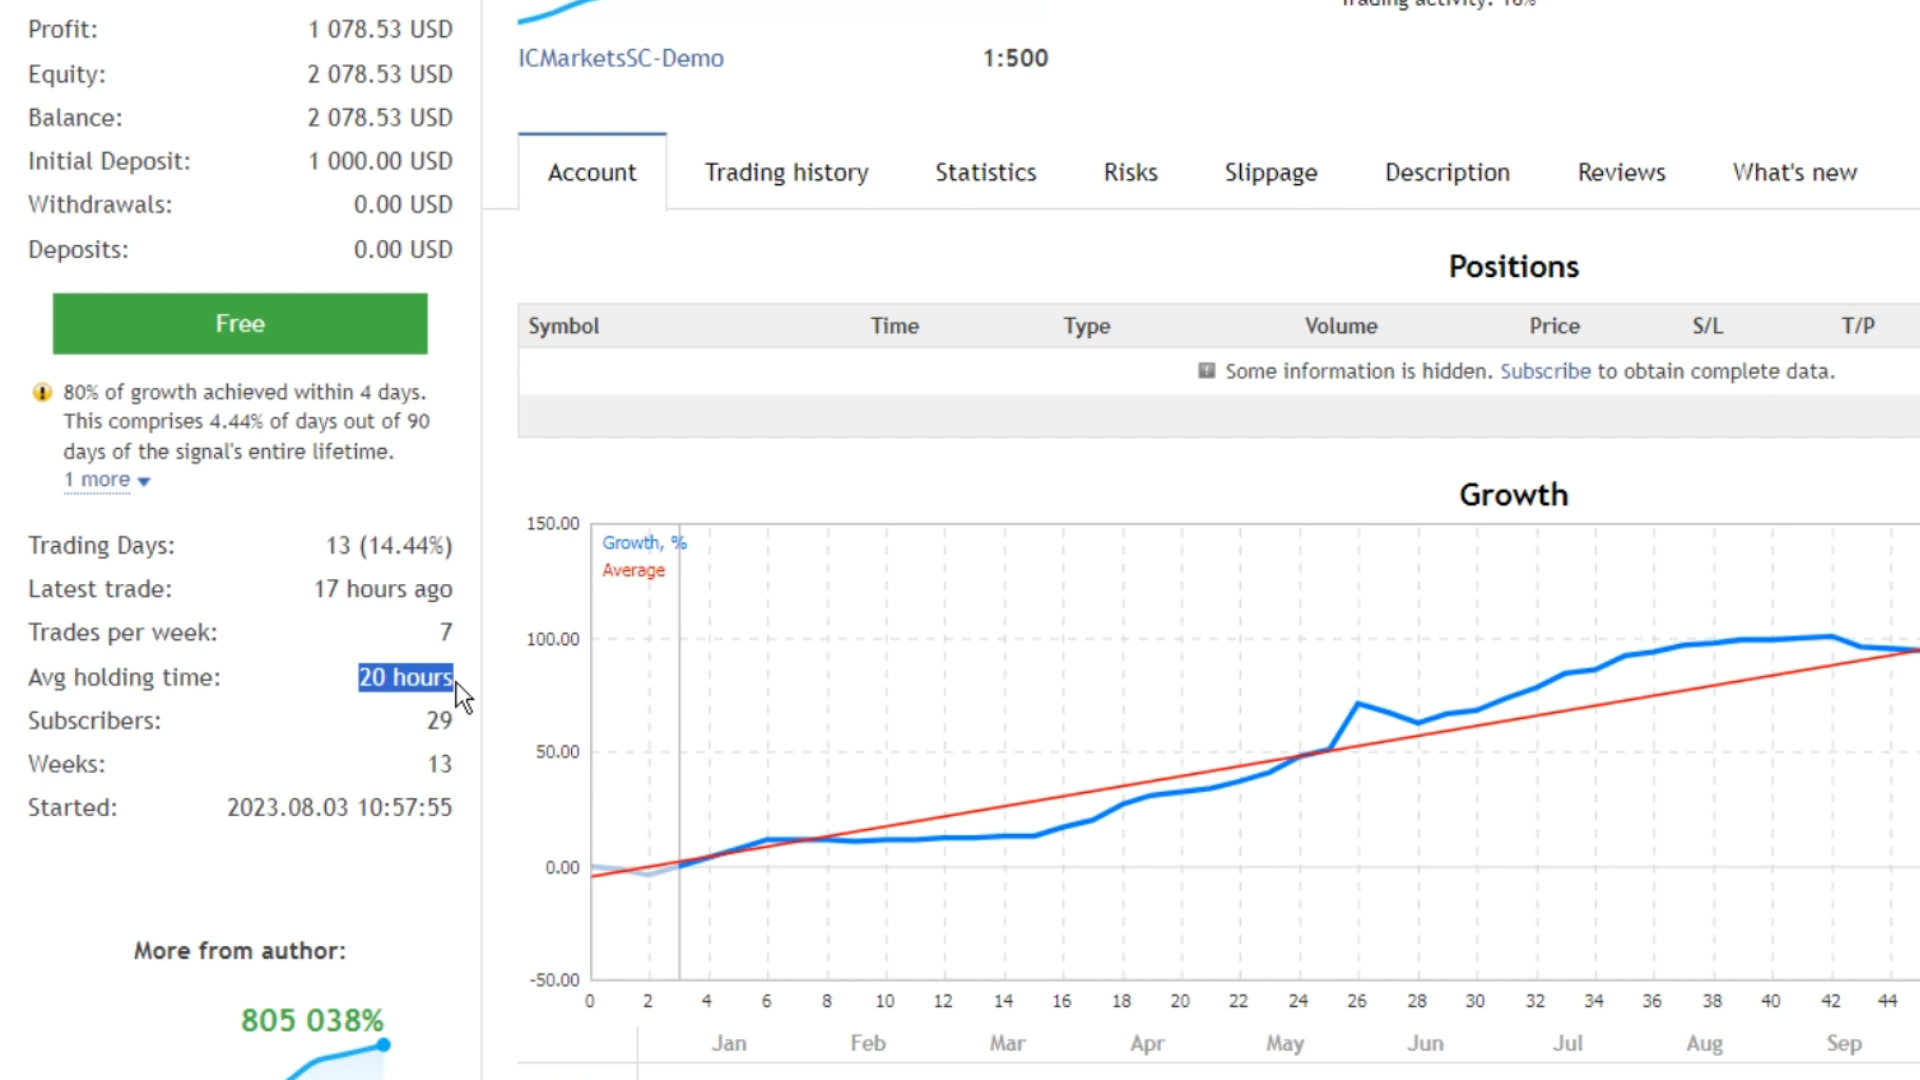 Profit: 1 078.53 USD
Equity: 2 078.53 USD
Balance: 2 078.53 USD
Initial Deposit: 1 000.00 USD
Withdrawals: 0.00 USD
Deposits: 0.00 USD
Free
80% of growth achieved within 4 days.
This comprises 4.44% of days out of 90
days of the signal's entire lifetime.
1 more
Trading Days: 13 (14.44%)
Latest trade: 17 hours ago
Trades per week: 7
Avg holding time: 20 hours
Subscribers: 29
Weeks: 13
Started: 2023.08.03 10:57:55
More from author:
805 038%
Trading activity: 16%
ICMarketsSC-Demo 1:500
Account Trading history Statistics Risks Slippage Description Reviews What's new
Positions
Symbol Time Type Volume Price S/L T/P
Some information is hidden. Subscribe to obtain complete data.
Growth
Growth, %
Average
150.00
100.00
50.00
0.00
-50.00
0 2 4 6 8 10 12 14 16 18 20 22 24 26 28 30 32 34 36 38 40 42 44
Jan Feb Mar Apr May Jun Jul Aug Sep